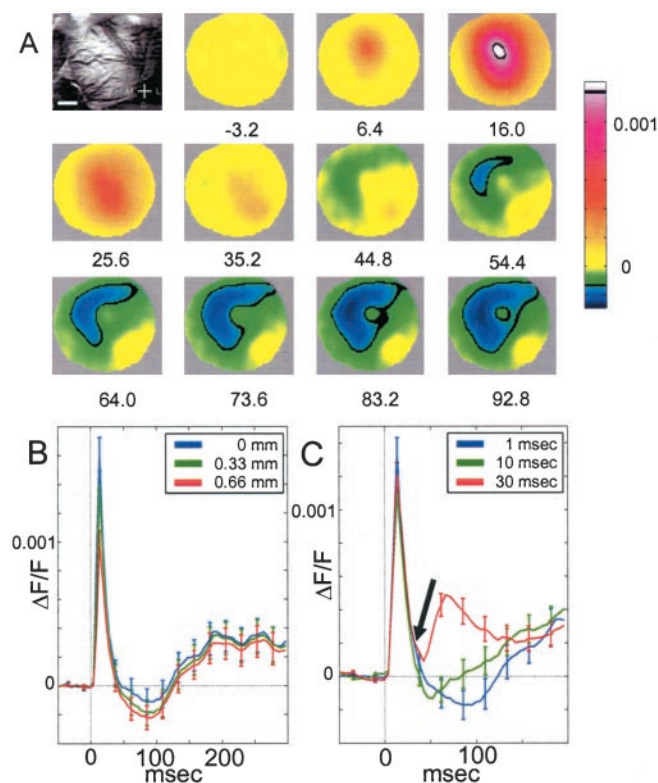 A
M L
-3.2 6.4 16.0
0.001
0
25.6 35.2 44.8 54.4
64.0 73.6 83.2 92.8
B
0 mm
0.33 mm
0.66 mm
0.001
ΔF/F
0
0 100 200
msec
C
1 msec
10 msec
30 msec
0.001
ΔF/F
0
0 100
msec